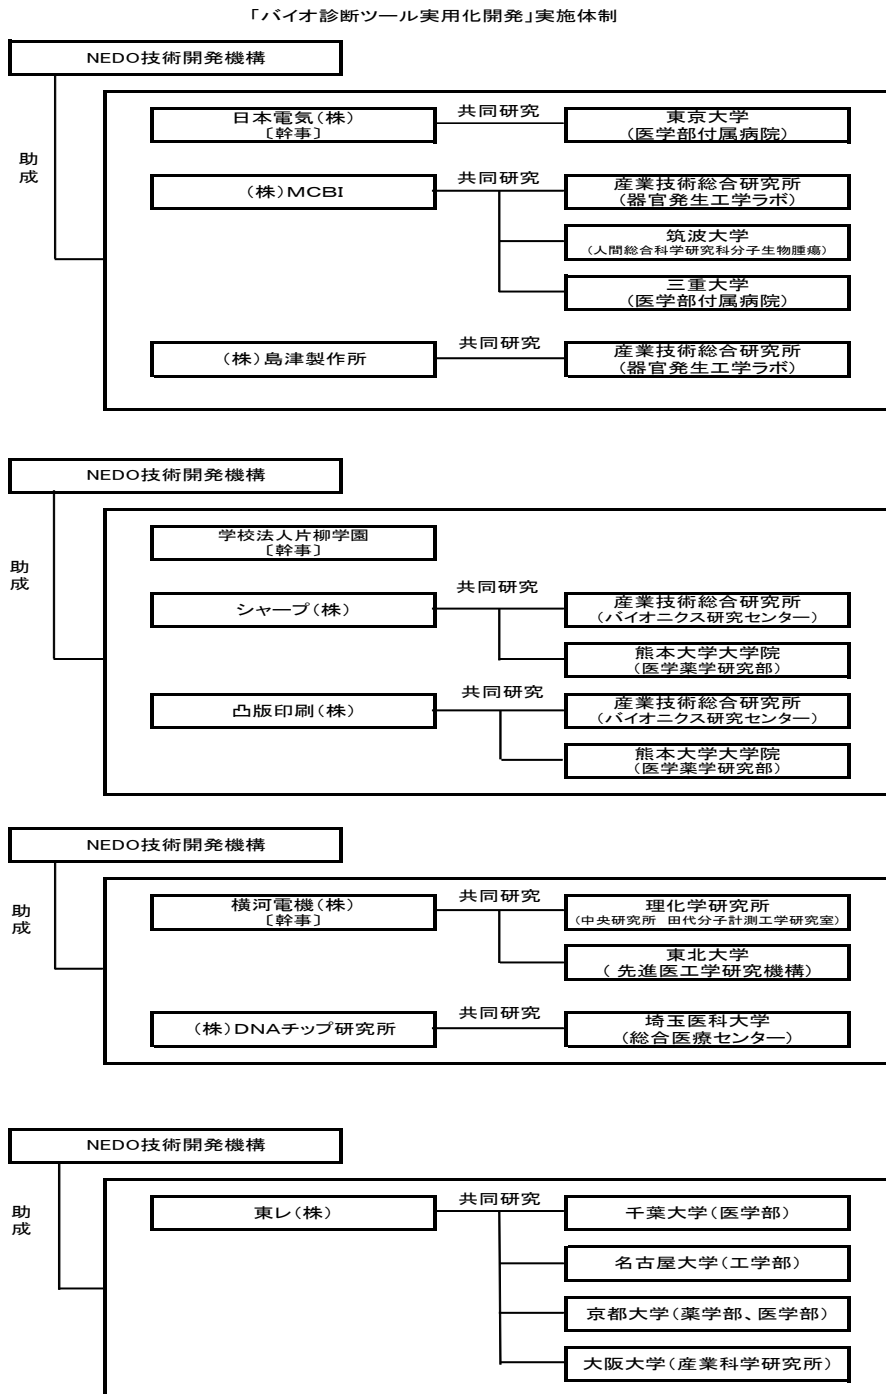 「バイオ診断ツール実用化開発」実施体制
NEDO技術開発機構
助
成
日本電気(株)
〔幹事〕
共同研究
東京大学
(医学部付属病院)
(株)MCBI
共同研究
産業技術総合研究所
(器官発生工学ラボ)
筑波大学
(人間総合科学研究科分子生物腫瘍)
三重大学
(医学部付属病院)
(株)島津製作所
共同研究
産業技術総合研究所
(器官発生工学ラボ)
NEDO技術開発機構
助
成
学校法人片柳学園
〔幹事〕
シャープ(株)
共同研究
産業技術総合研究所
(バイオニクス研究センター)
熊本大学大学院
(医学薬学研究部)
凸版印刷(株)
共同研究
産業技術総合研究所
(バイオニクス研究センター)
熊本大学大学院
(医学薬学研究部)
NEDO技術開発機構
助
成
横河電機(株)
〔幹事〕
共同研究
理化学研究所
(中央研究所 田代分子計測工学研究室)
東北大学
( 先進医工学研究機構)
(株)DNAチップ研究所
共同研究
埼玉医科大学
(総合医療センター)
NEDO技術開発機構
助
成
東レ(株)
共同研究
千葉大学(医学部)
名古屋大学(工学部)
京都大学(薬学部、医学部)
大阪大学(産業科学研究所)